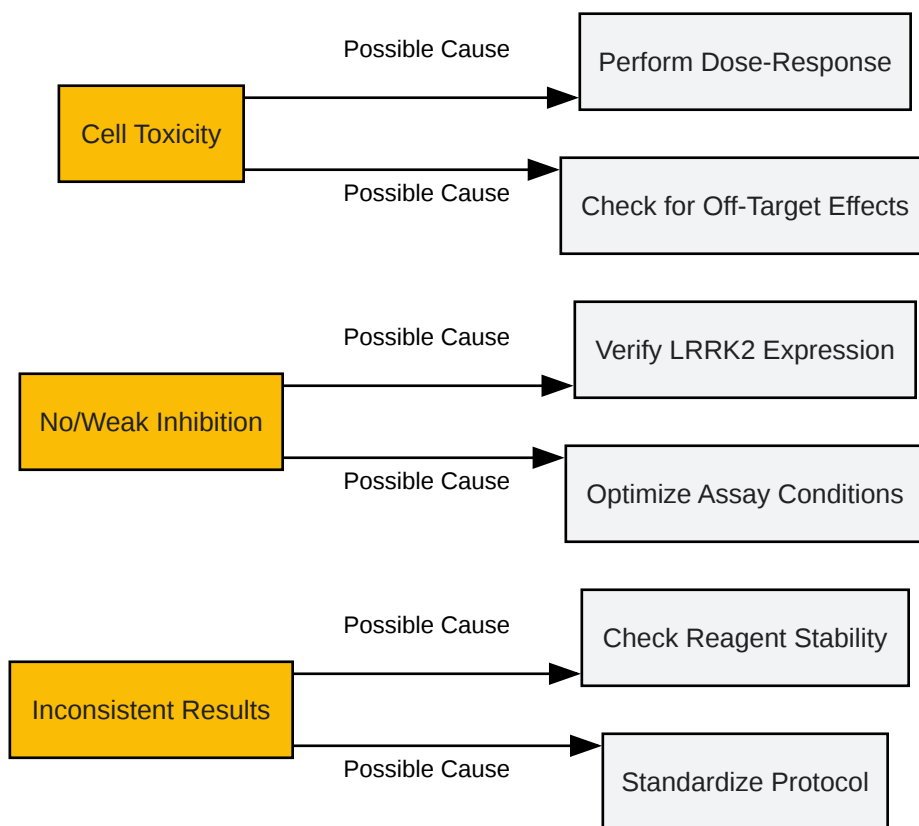 Possible Cause
Perform Dose-Response
Cell Toxicity
Possible Cause
Check for Off-Target Effects
Possible Cause
Verify LRRK2 Expression
No/Weak Inhibition
Possible Cause
Optimize Assay Conditions
Possible Cause
Check Reagent Stability
Inconsistent Results
Possible Cause
Standardize Protocol